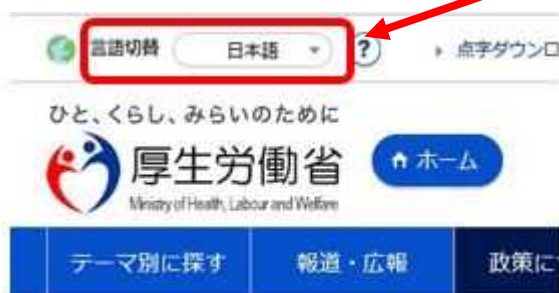 言語切替 日本語 ? 点字ダウンロ
ひと、くらし、みらいのために
厚生労働省 ホーム
Ministry of Health, Labour and Welfare
テーマ別に探す 報道・広報 政策に